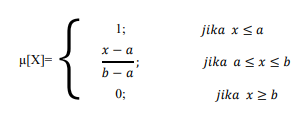 1; jika x ≤ a
μ[X]= { (x − a)/(b − a); jika a ≤ x ≤ b
0; jika x ≥ b